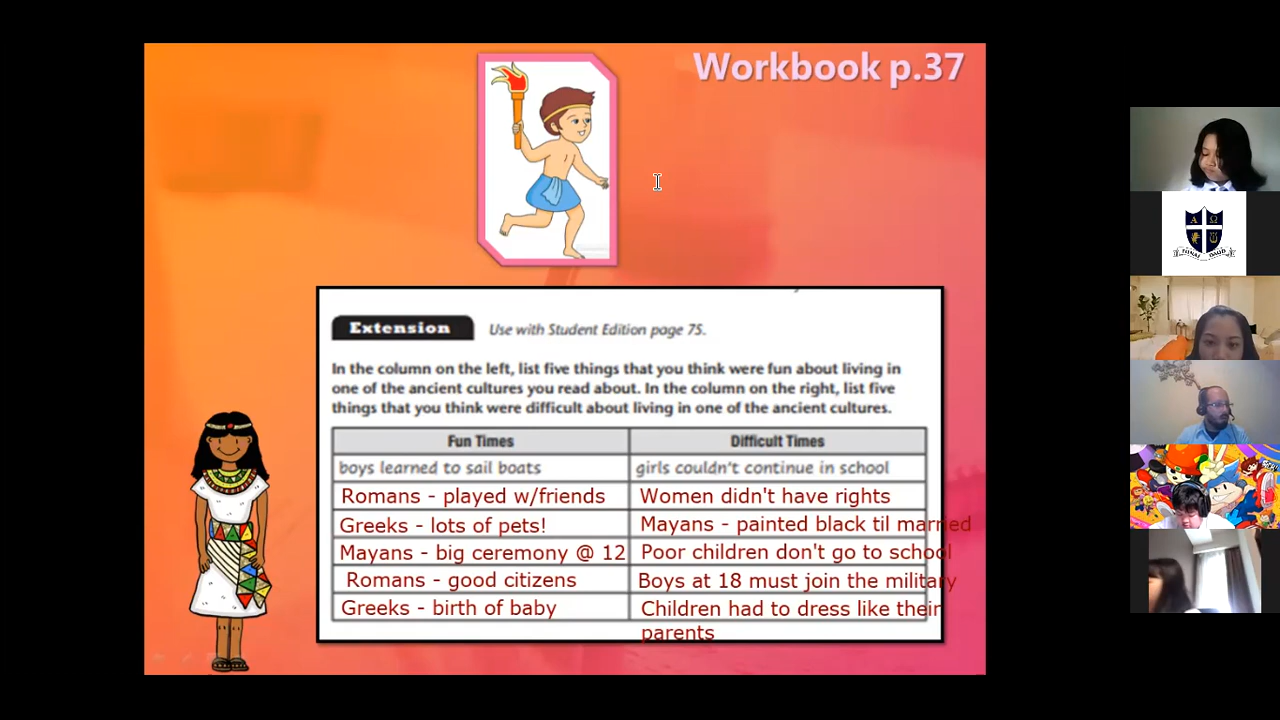 Workbook p.37
Extension
Use with Student Edition page 75.
In the column on the left, list five things that you think were fun about living in
one of the ancient cultures you read about. In the column on the right, list five
things that you think were difficult about living in one of the ancient cultures.
Fun Times
Difficult Times
boys learned to sail boats
girls couldn't continue in school
Romans - played w/friends
Women didn't have rights
Greeks - lots of pets!
Mayans - painted black til married
Mayans - big ceremony @ 12
Poor children don't go to school
Romans - good citizens
Boys at 18 must join the military
Greeks - birth of baby
Children had to dress like their
parents
Α Ω